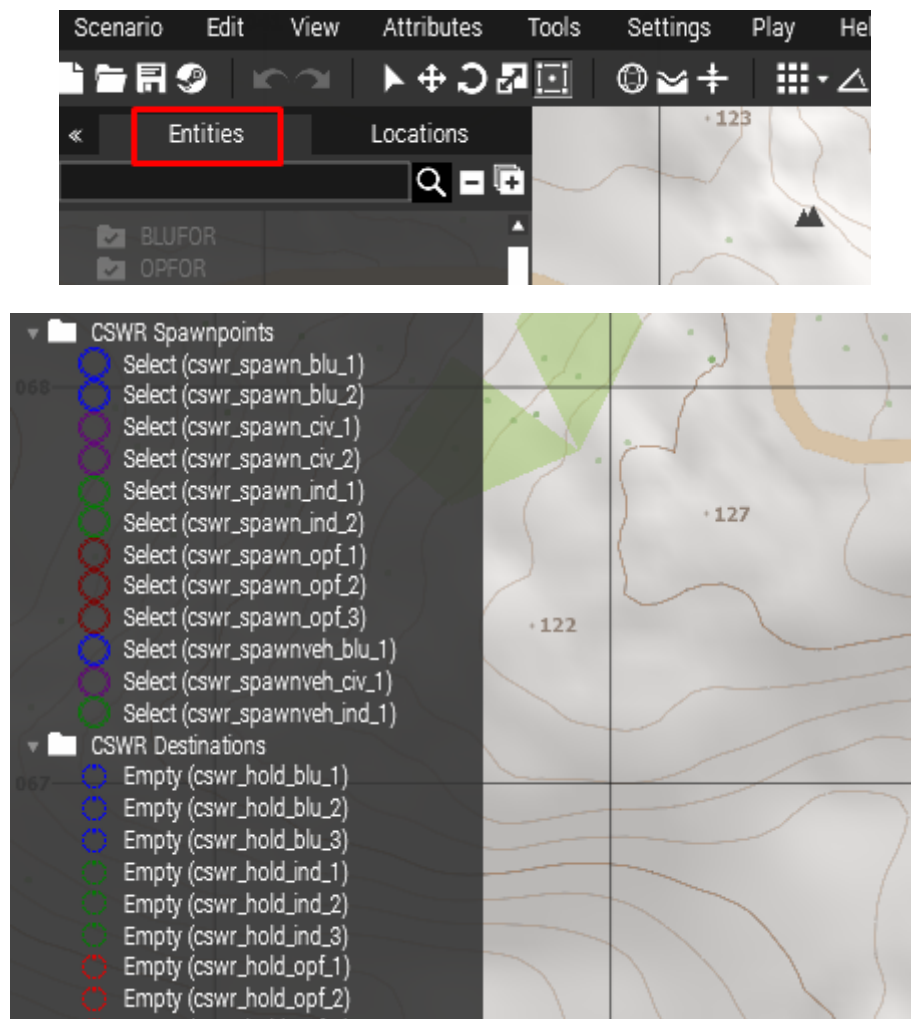 Scenario Edit View Attributes Tools Settings Play Hel
« Entities Locations
123
BLUFOR
OPFOR
CSWR Spawnpoints
Select (cswr_spawn_blu_1)
068
Select (cswr_spawn_blu_2)
Select (cswr_spawn_civ_1)
Select (cswr_spawn_civ_2)
Select (cswr_spawn_ind_1)
Select (cswr_spawn_ind_2)
127
Select (cswr_spawn_opf_1)
Select (cswr_spawn_opf_2)
Select (cswr_spawn_opf_3)
122
Select (cswr_spawnveh_blu_1)
Select (cswr_spawnveh_civ_1)
Select (cswr_spawnveh_ind_1)
CSWR Destinations
Empty (cswr_hold_blu_1)
067
Empty (cswr_hold_blu_2)
Empty (cswr_hold_blu_3)
Empty (cswr_hold_ind_1)
Empty (cswr_hold_ind_2)
Empty (cswr_hold_ind_3)
Empty (cswr_hold_opf_1)
Empty (cswr_hold_opf_2)